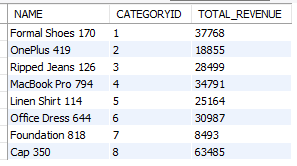 NAME CATEGORYID TOTAL_REVENUE
Formal Shoes 170 1 37768
OnePlus 419 2 18855
Ripped Jeans 126 3 28499
MacBook Pro 794 4 34791
Linen Shirt 114 5 25164
Office Dress 644 6 30987
Foundation 818 7 8493
Cap 350 8 63485